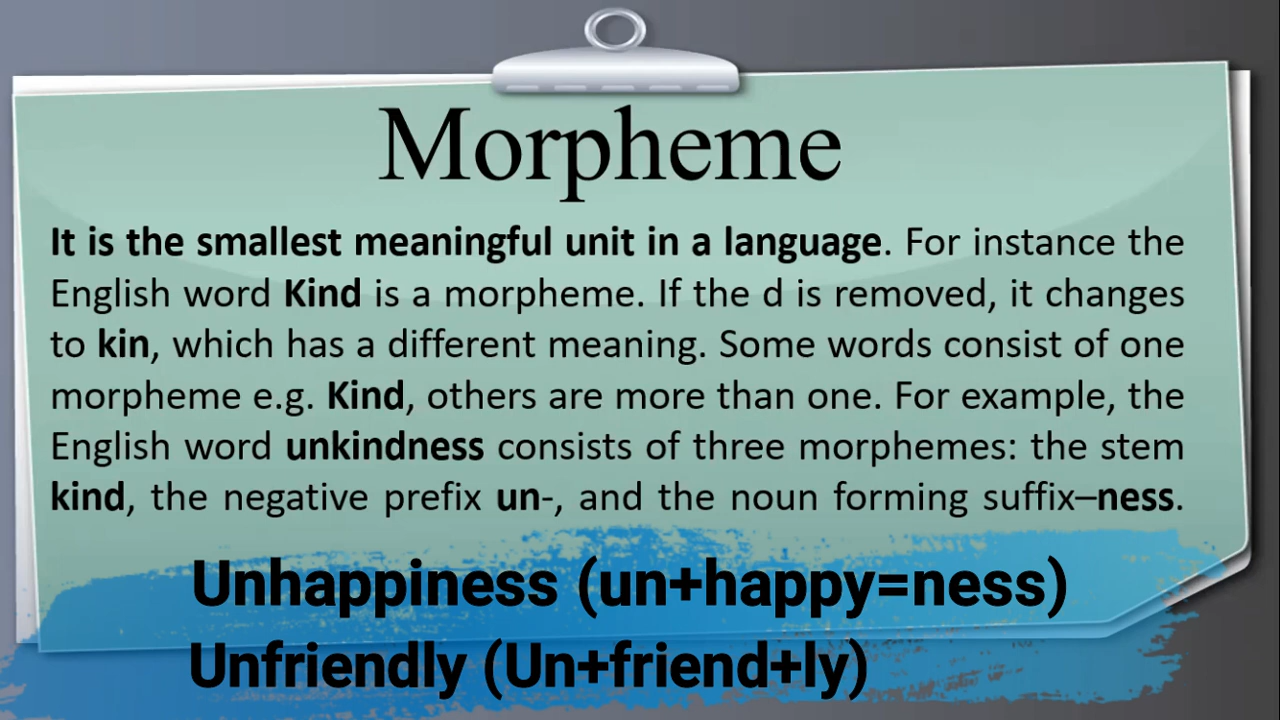 Morpheme
It is the smallest meaningful unit in a language. For instance the
English word Kind is a morpheme. If the d is removed, it changes
to kin, which has a different meaning. Some words consist of one
morpheme e.g. Kind, others are more than one. For example, the
English word unkindness consists of three morphemes: the stem
kind, the negative prefix un-, and the noun forming suffix–ness.
Unhappiness (un+happy=ness)
Unfriendly (Un+friend+ly)